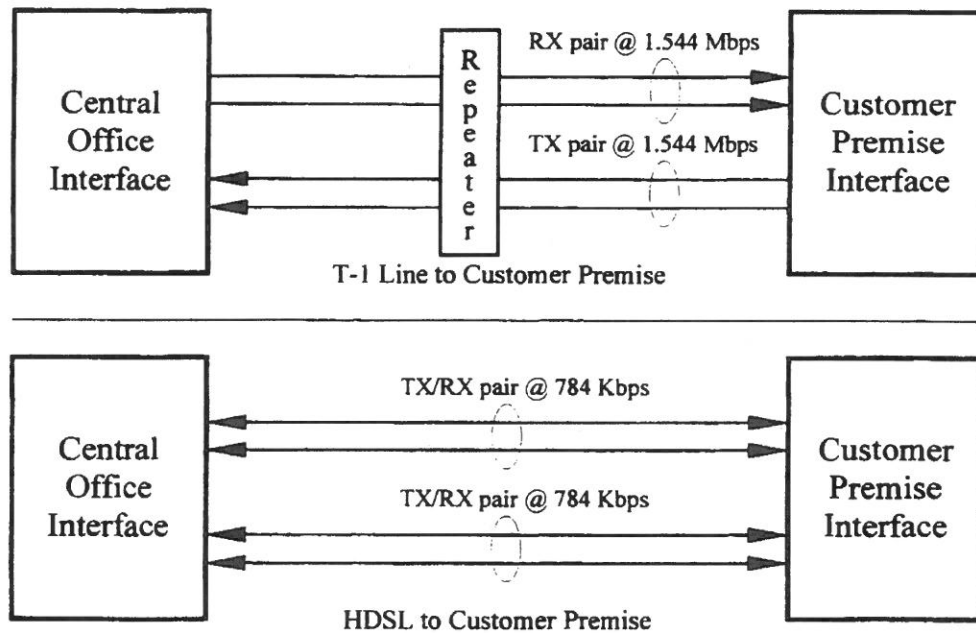 Central
Office
Interface
Repeater
RX pair @ 1.544 Mbps
TX pair @ 1.544 Mbps
Customer
Premise
Interface
T-1 Line to Customer Premise
Central
Office
Interface
TX/RX pair @ 784 Kbps
TX/RX pair @ 784 Kbps
Customer
Premise
Interface
HDSL to Customer Premise